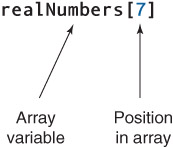 realNumbers[7]
Array Position
variable in array